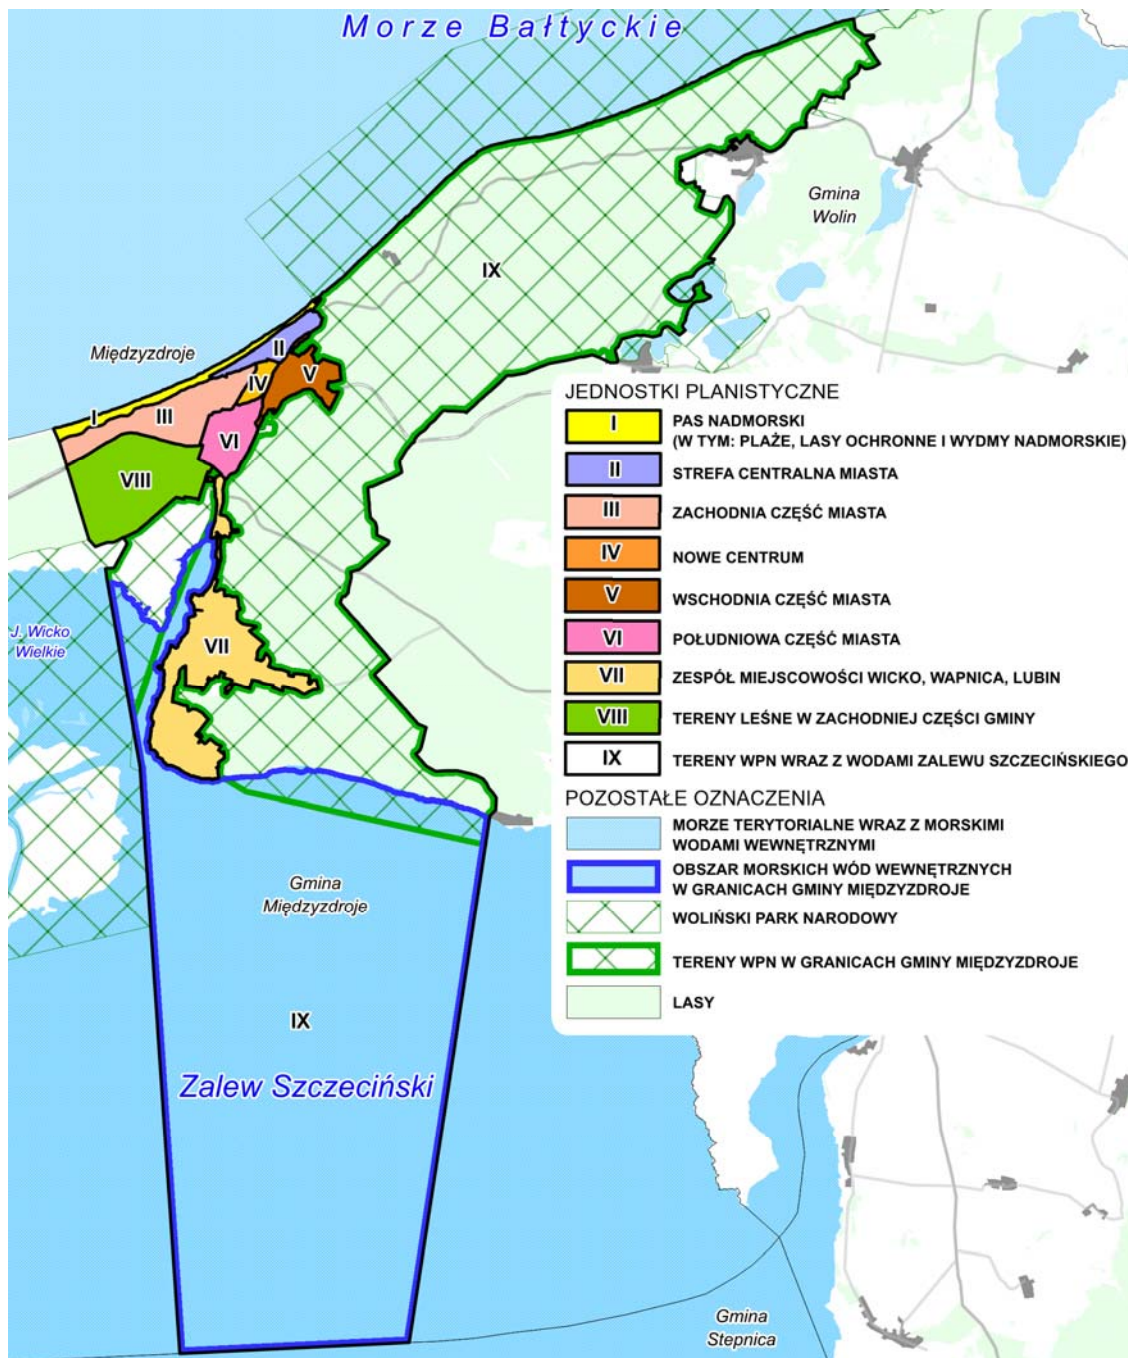 Morze Bałtyckie
Gmina
Wolin
IX
Międzyzdroje
II
V
IV
I
III
VI
VIII
J. Wicko
Wielkie
VII
Gmina
Międzyzdroje
IX
Zalew Szczeciński
Gmina
Stepnica
JEDNOSTKI PLANISTYCZNE
I
PAS NADMORSKI
(W TYM: PLAŻE, LASY OCHRONNE I WYDMY NADMORSKIE)
II
STREFA CENTRALNA MIASTA
III
ZACHODNIA CZĘŚĆ MIASTA
IV
NOWE CENTRUM
V
WSCHODNIA CZĘŚĆ MIASTA
VI
POŁUDNIOWA CZĘŚĆ MIASTA
VII
ZESPÓŁ MIEJSCOWOŚCI WICKO, WAPNICA, LUBIN
VIII
TERENY LEŚNE W ZACHODNIEJ CZĘŚCI GMINY
IX
TERENY WPN WRAZ Z WODAMI ZALEWU SZCZECIŃSKIEGO
POZOSTAŁE OZNACZENIA
MORZE TERYTORIALNE WRAZ Z MORSKIMI
WODAMI WEWNĘTRZNYMI
OBSZAR MORSKICH WÓD WEWNĘTRZNYCH
W GRANICACH GMINY MIĘDZYZDROJE
WOLIŃSKI PARK NARODOWY
TERENY WPN W GRANICACH GMINY MIĘDZYZDROJE
LASY